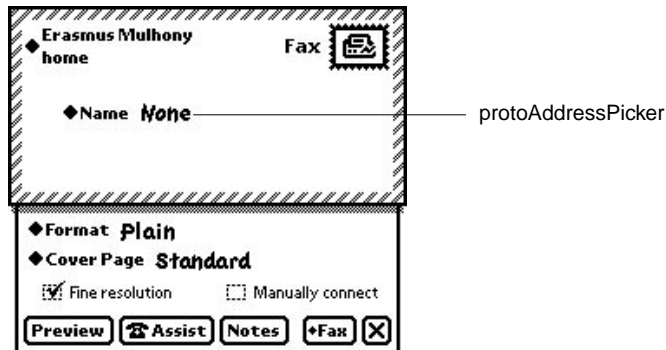 ◆Erasmus Mulhony
home
Fax
◆Name None
protoAddressPicker
◆Format Plain
◆Cover Page Standard
Fine resolution Manually connect
Preview Assist Notes ◆Fax X